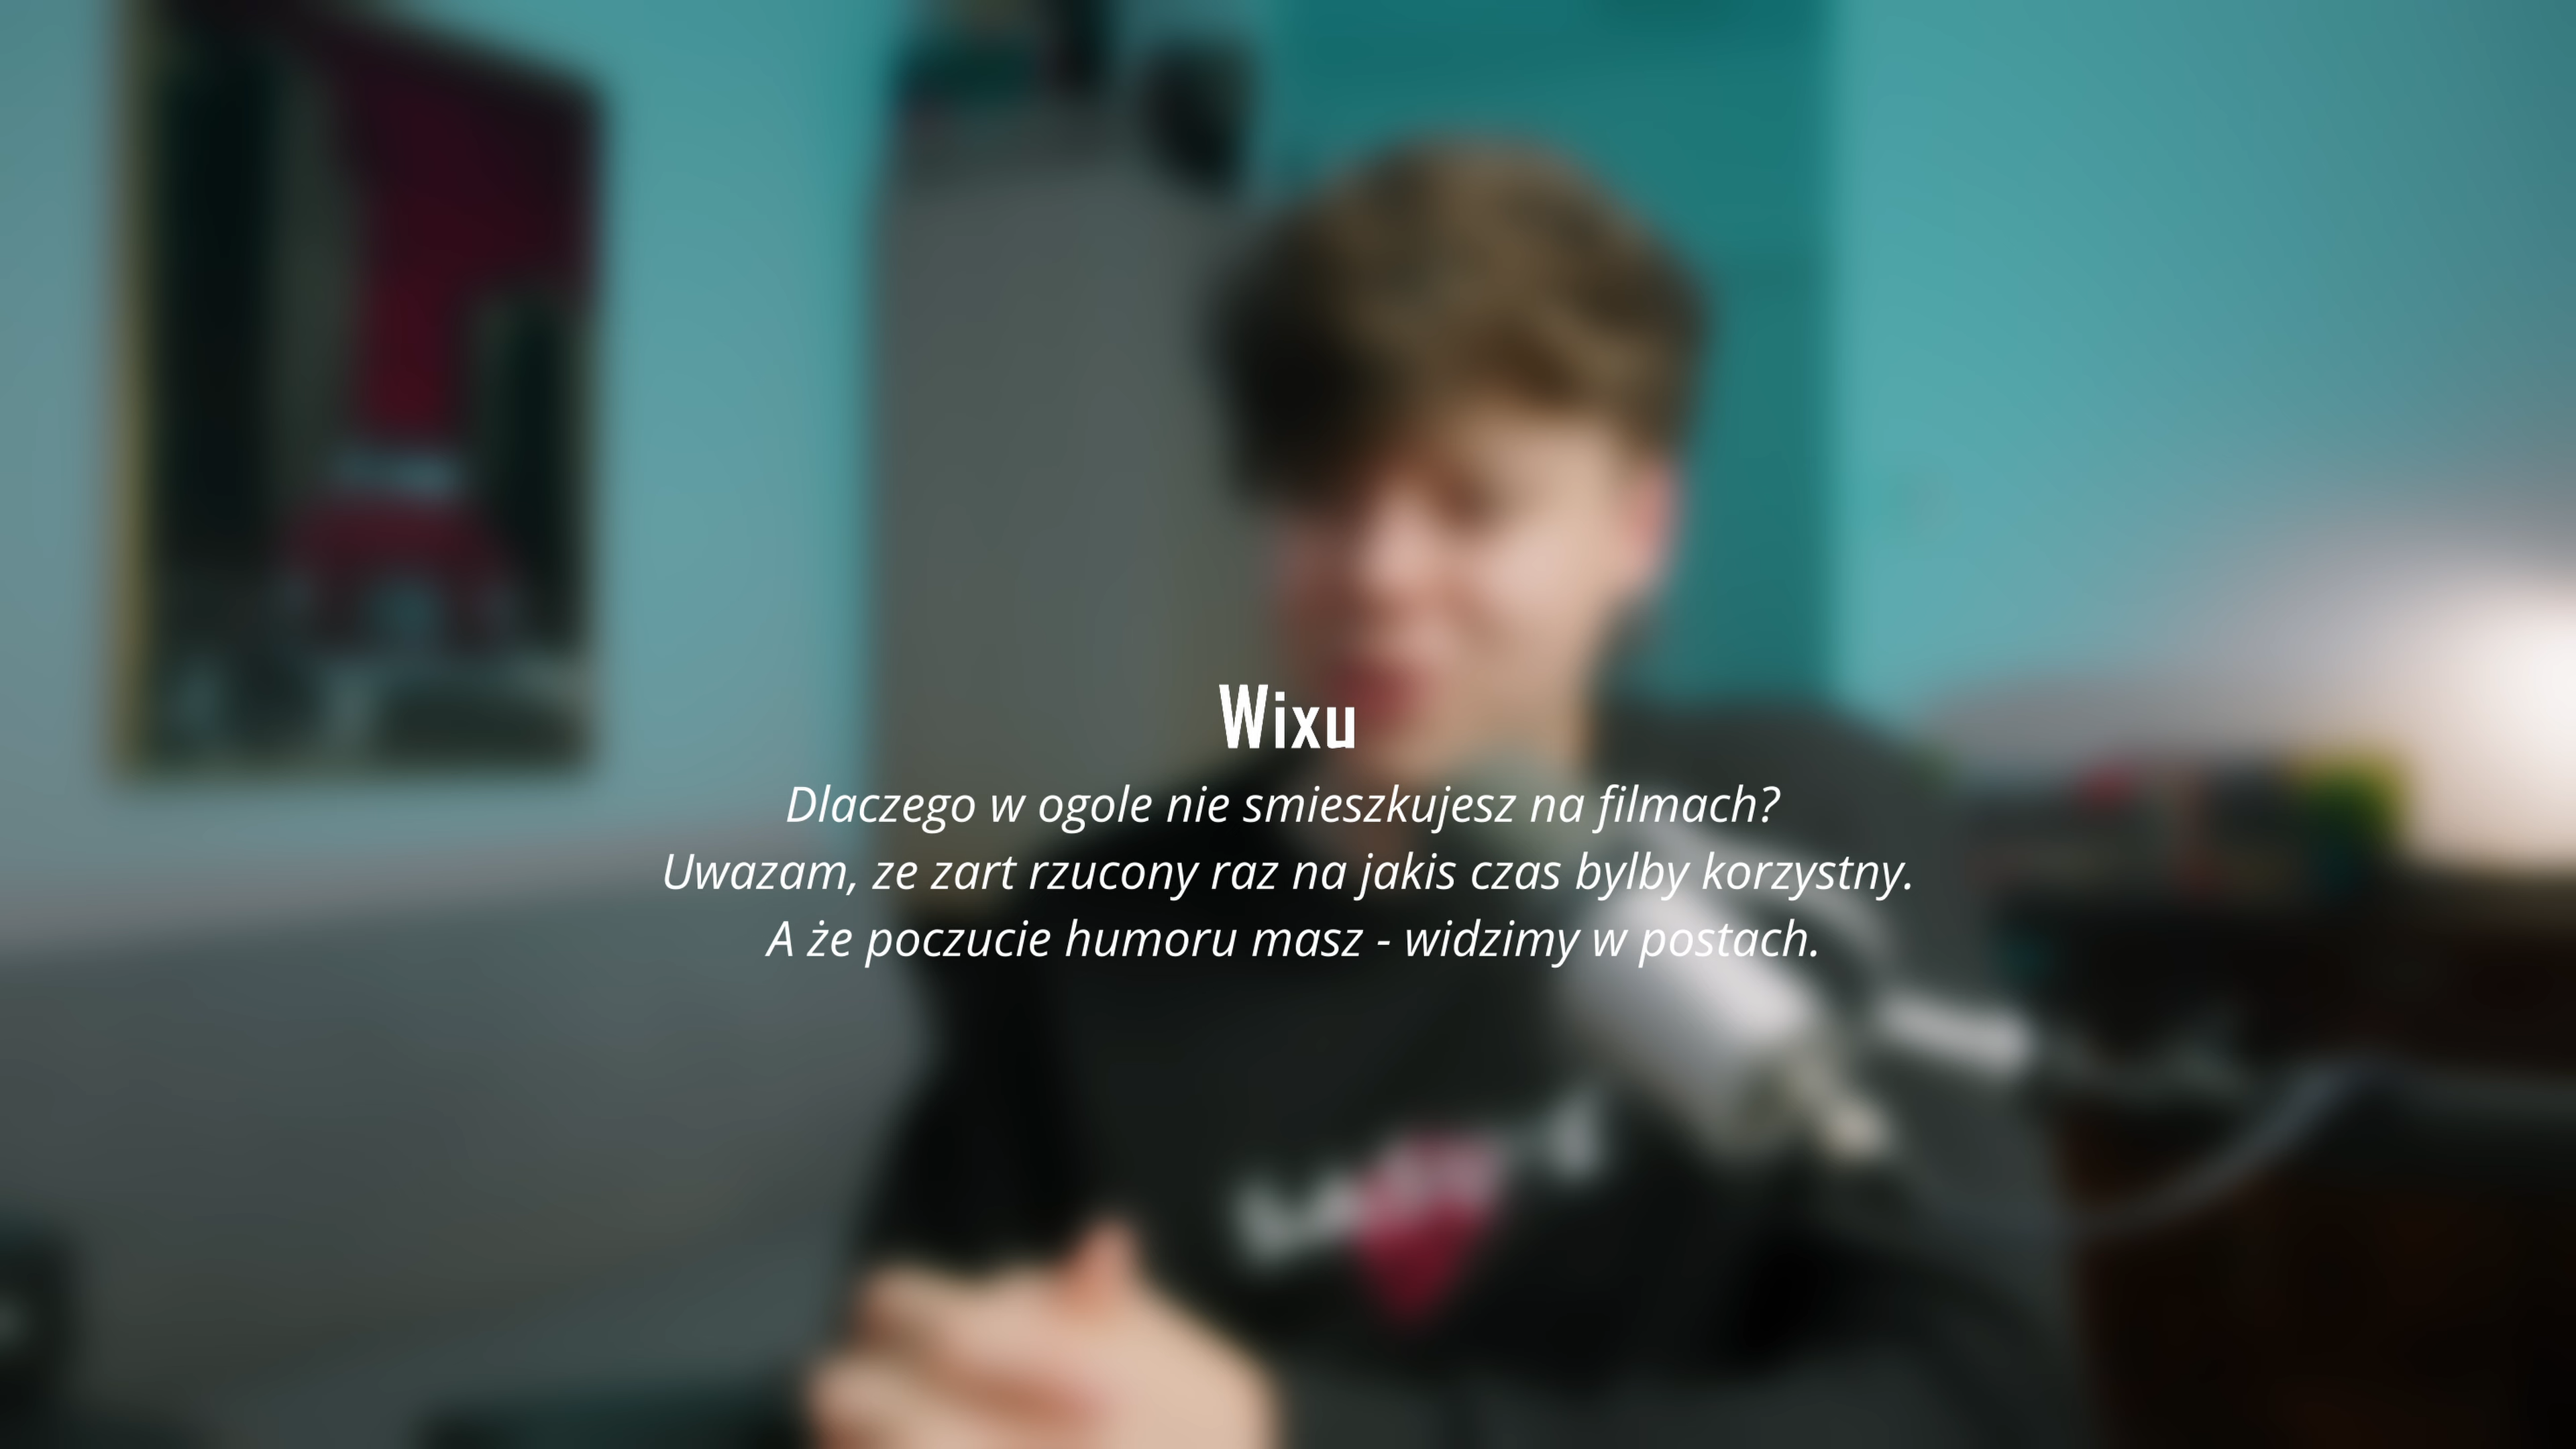 Wixu
Dlaczego w ogole nie smieszkujesz na filmach?
Uwazam, ze zart rzucony raz na jakis czas bylby korzystny.
A że poczucie humoru masz - widzimy w postach.